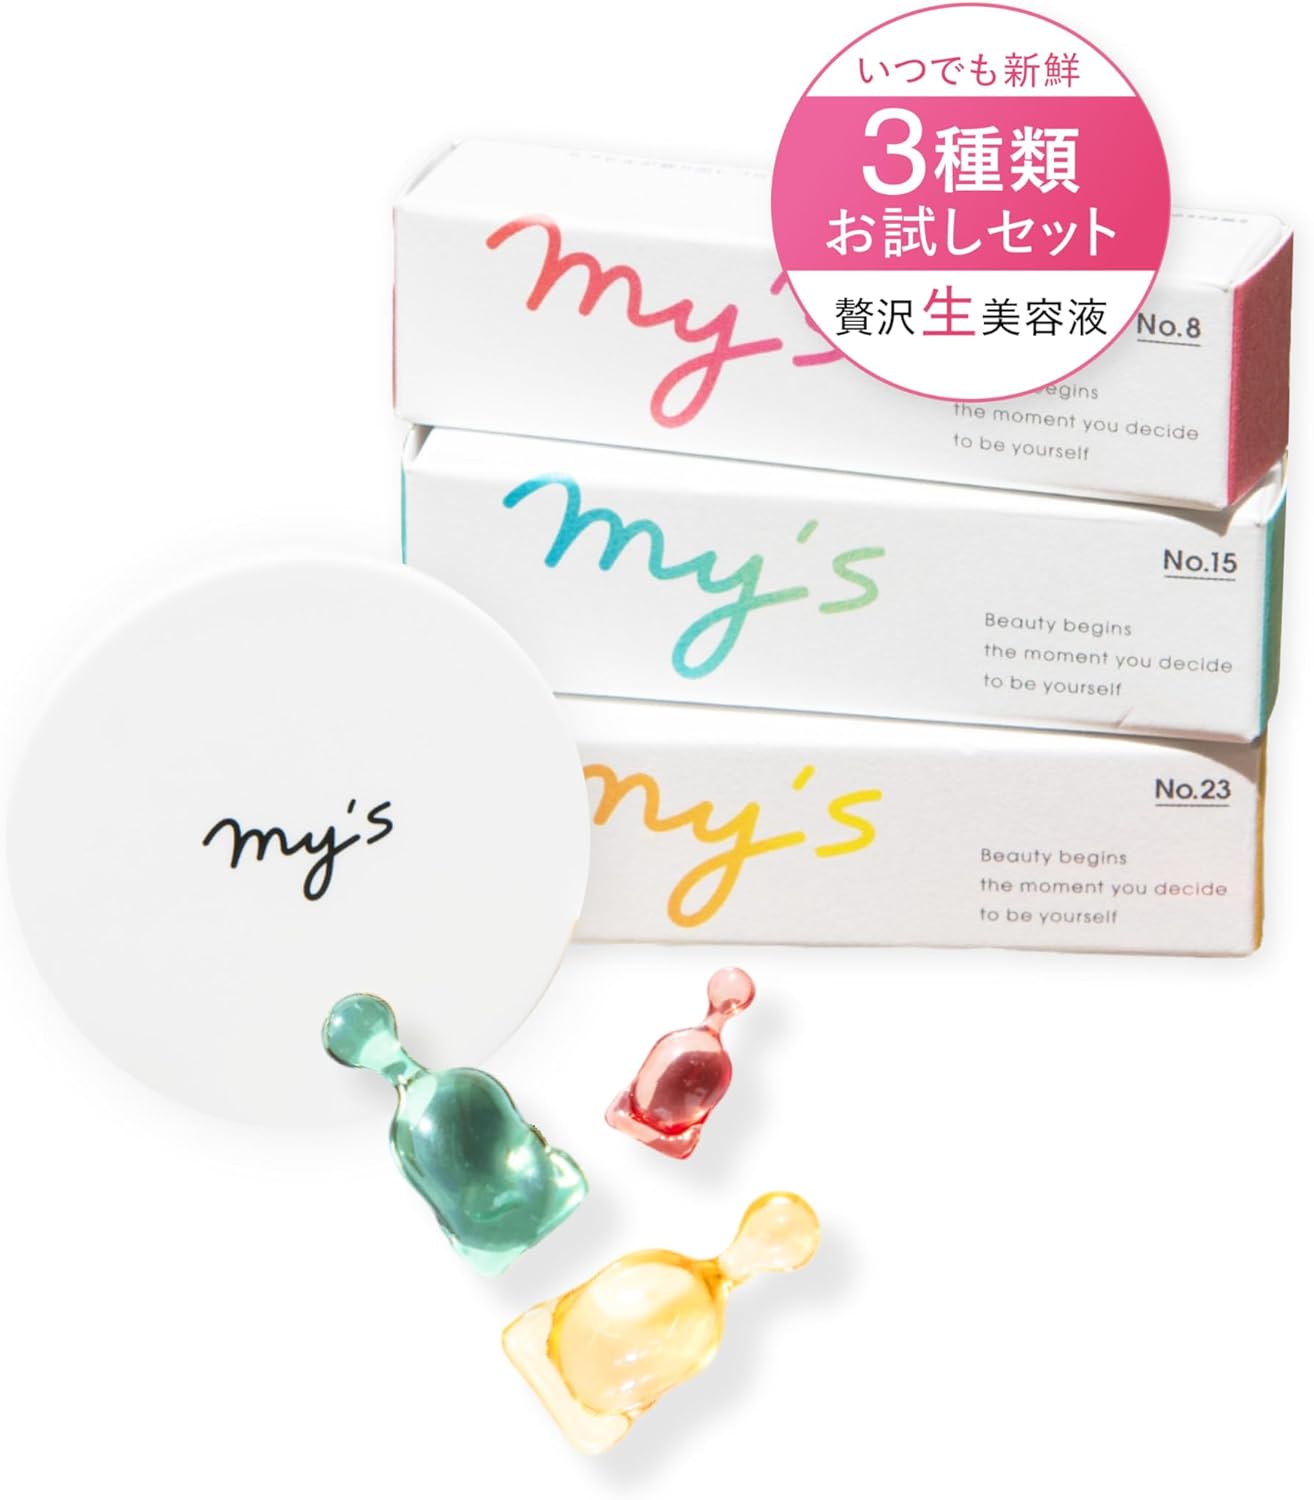 いつでも新鮮
3種類
お試しセット
贅沢生美容液
my's
No.8
begins
the moment you decide
to be yourself
my's
No.15
Beauty begins
the moment you decide
to be yourself
my's
No.23
Beauty begins
the moment you decide
to be yourself
my's